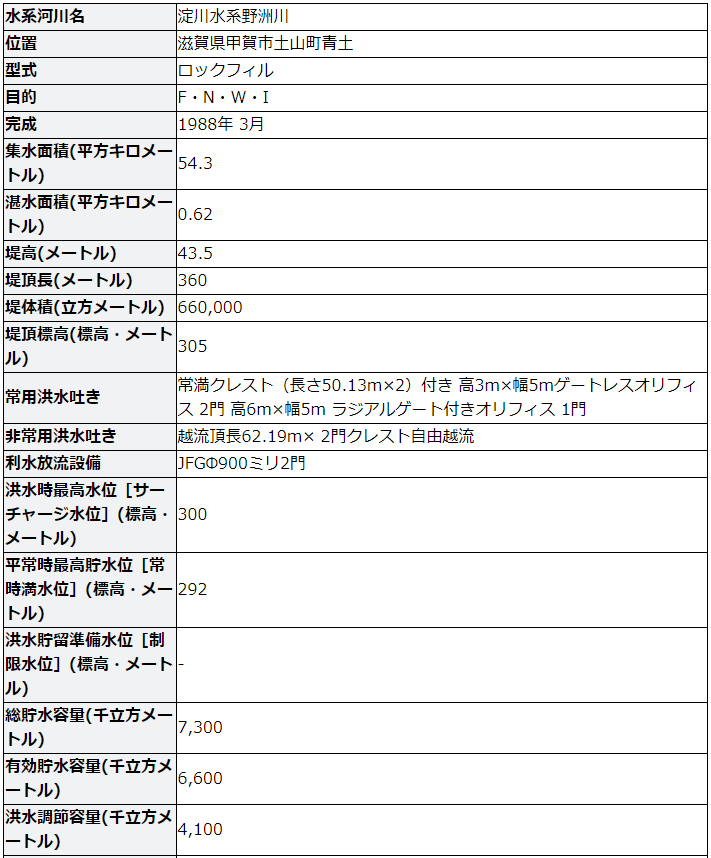 水系河川名
淀川水系野洲川
位置
滋賀県甲賀市土山町青土
型式
ロックフィル
目的
F・N・W・I
完成
1988年 3月
集水面積(平方キロメー
トル)
54.3
湛水面積(平方キロメー
トル)
0.62
堤高(メートル)
43.5
堤頂長(メートル)
360
堤体積(立方メートル)
660,000
堤頂標高(標高・メート
ル)
305
常用洪水吐き
常満クレスト（長さ50.13m×2）付き 高3m×幅5mゲートレスオリフィ
ス 2門 高6m×幅5m ラジアルゲート付きオリフィス 1門
非常用洪水吐き
越流頂長62.19m× 2門クレスト自由越流
利水放流設備
JFGΦ900ミリ2門
洪水時最高水位［サー
チャージ水位］(標高・
メートル)
300
平常時最高貯水位［常
時満水位］(標高・メー
トル)
292
洪水貯留準備水位［制
限水位］(標高・メート
ル)
-
総貯水容量(千立方メー
トル)
7,300
有効貯水容量(千立方メ
ートル)
6,600
洪水調節容量(千立方メ
ートル)
4,100